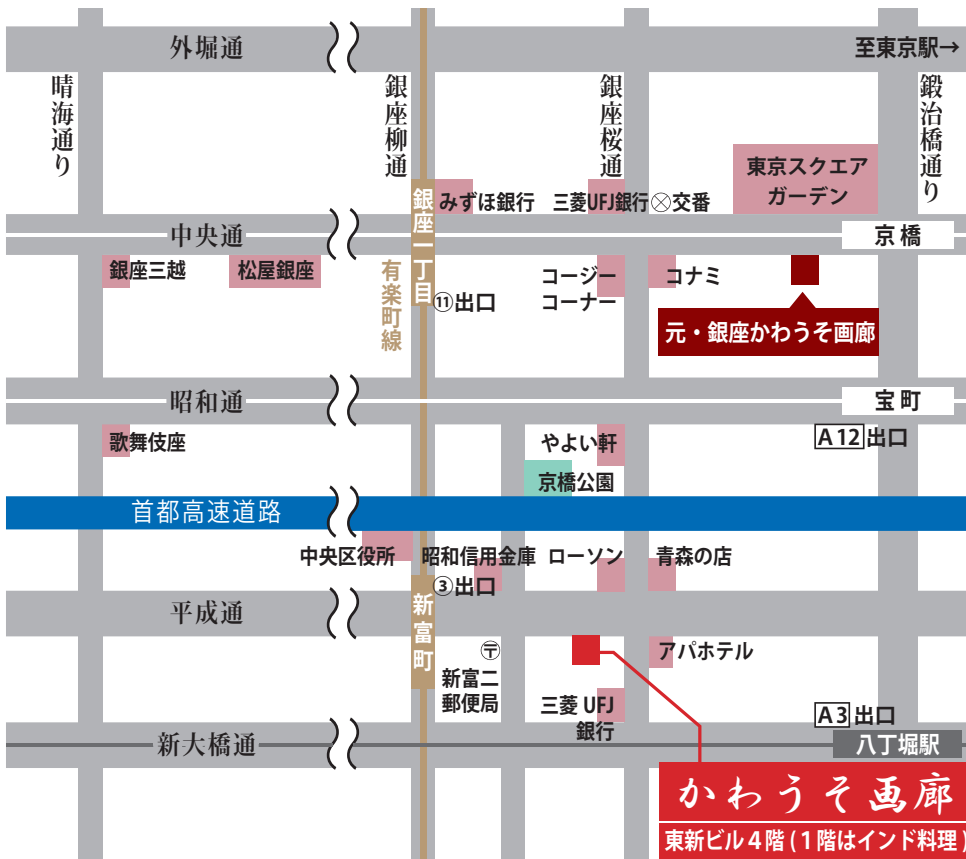 外堀通
至東京駅→
晴海通り
銀座柳通
銀座桜通
鍛治橋通り
東京スクエア
ガーデン
みずほ銀行
三菱UFJ銀行
交番
銀座一丁目
中央通
京橋
銀座三越
松屋銀座
有楽町線
⑪出口
コージー
コーナー
コナミ
元・銀座かわうそ画廊
昭和通
宝町
歌舞伎座
やよい軒
A12出口
京橋公園
首都高速道路
中央区役所
昭和信用金庫
ローソン
青森の店
③出口
新富町
平成通
〒
新富二
郵便局
アパホテル
三菱 UFJ
銀行
A3出口
新大橋通
八丁堀駅
かわうそ画廊
東新ビル4階(1階はインド料理)